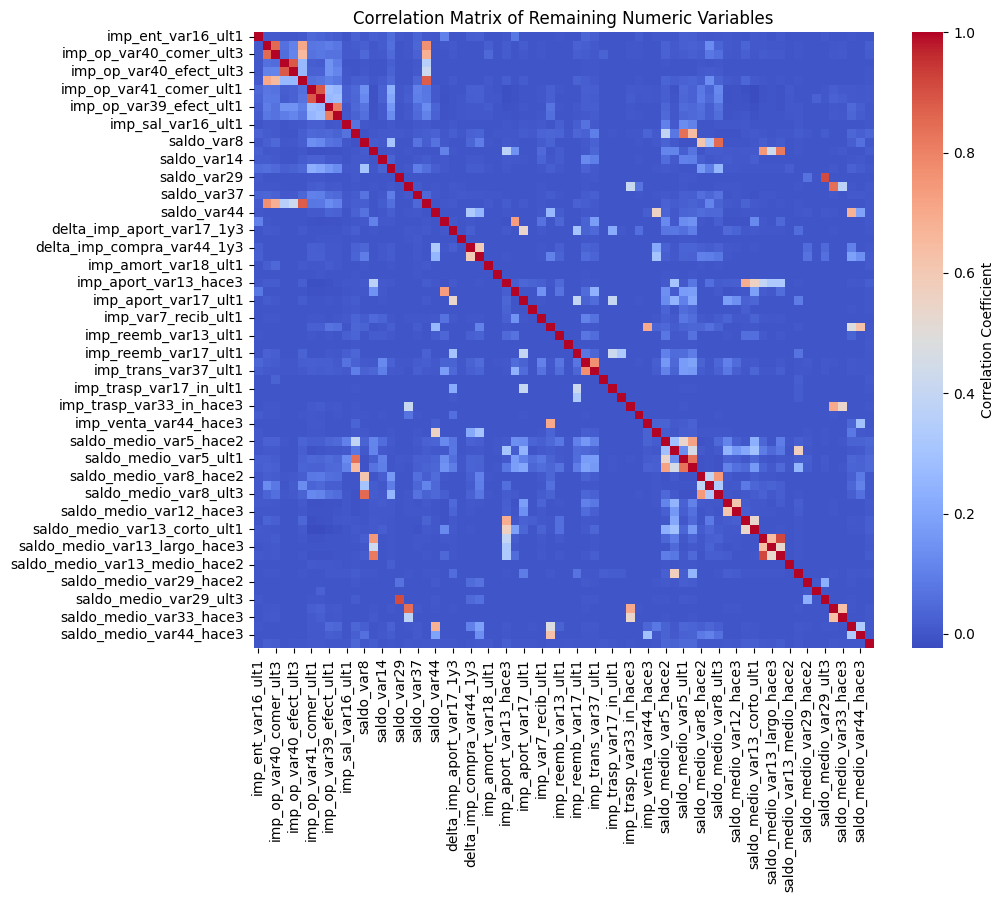 Correlation Matrix of Remaining Numeric Variables
imp_ent_var16_ult1
imp_op_var40_comer_ult3
imp_op_var40_efect_ult3
imp_op_var41_comer_ult1
imp_op_var39_efect_ult1
imp_sal_var16_ult1
saldo_var8
saldo_var14
saldo_var29
saldo_var37
saldo_var44
delta_imp_aport_var17_1y3
delta_imp_compra_var44_1y3
imp_amort_var18_ult1
imp_aport_var13_hace3
imp_aport_var17_ult1
imp_var7_recib_ult1
imp_reemb_var13_ult1
imp_reemb_var17_ult1
imp_trans_var37_ult1
imp_trasp_var17_in_ult1
imp_trasp_var33_in_hace3
imp_venta_var44_hace3
saldo_medio_var5_hace2
saldo_medio_var5_ult1
saldo_medio_var8_hace2
saldo_medio_var8_ult3
saldo_medio_var12_hace3
saldo_medio_var13_corto_ult1
saldo_medio_var13_largo_hace3
saldo_medio_var13_medio_hace2
saldo_medio_var29_hace2
saldo_medio_var29_ult3
saldo_medio_var33_hace3
saldo_medio_var44_hace3
imp_ent_var16_ult1
imp_op_var40_comer_ult3
imp_op_var40_efect_ult3
imp_op_var41_comer_ult1
imp_op_var39_efect_ult1
imp_sal_var16_ult1
saldo_var8
saldo_var14
saldo_var29
saldo_var37
saldo_var44
delta_imp_aport_var17_1y3
delta_imp_compra_var44_1y3
imp_amort_var18_ult1
imp_aport_var13_hace3
imp_aport_var17_ult1
imp_var7_recib_ult1
imp_reemb_var13_ult1
imp_reemb_var17_ult1
imp_trans_var37_ult1
imp_trasp_var17_in_ult1
imp_trasp_var33_in_hace3
imp_venta_var44_hace3
saldo_medio_var5_hace2
saldo_medio_var5_ult1
saldo_medio_var8_hace2
saldo_medio_var8_ult3
saldo_medio_var12_hace3
saldo_medio_var13_corto_ult1
saldo_medio_var13_largo_hace3
saldo_medio_var13_medio_hace2
saldo_medio_var29_hace2
saldo_medio_var29_ult3
saldo_medio_var33_hace3
saldo_medio_var44_hace3
1.0
0.8
0.6
0.4
0.2
0.0
Correlation Coefficient